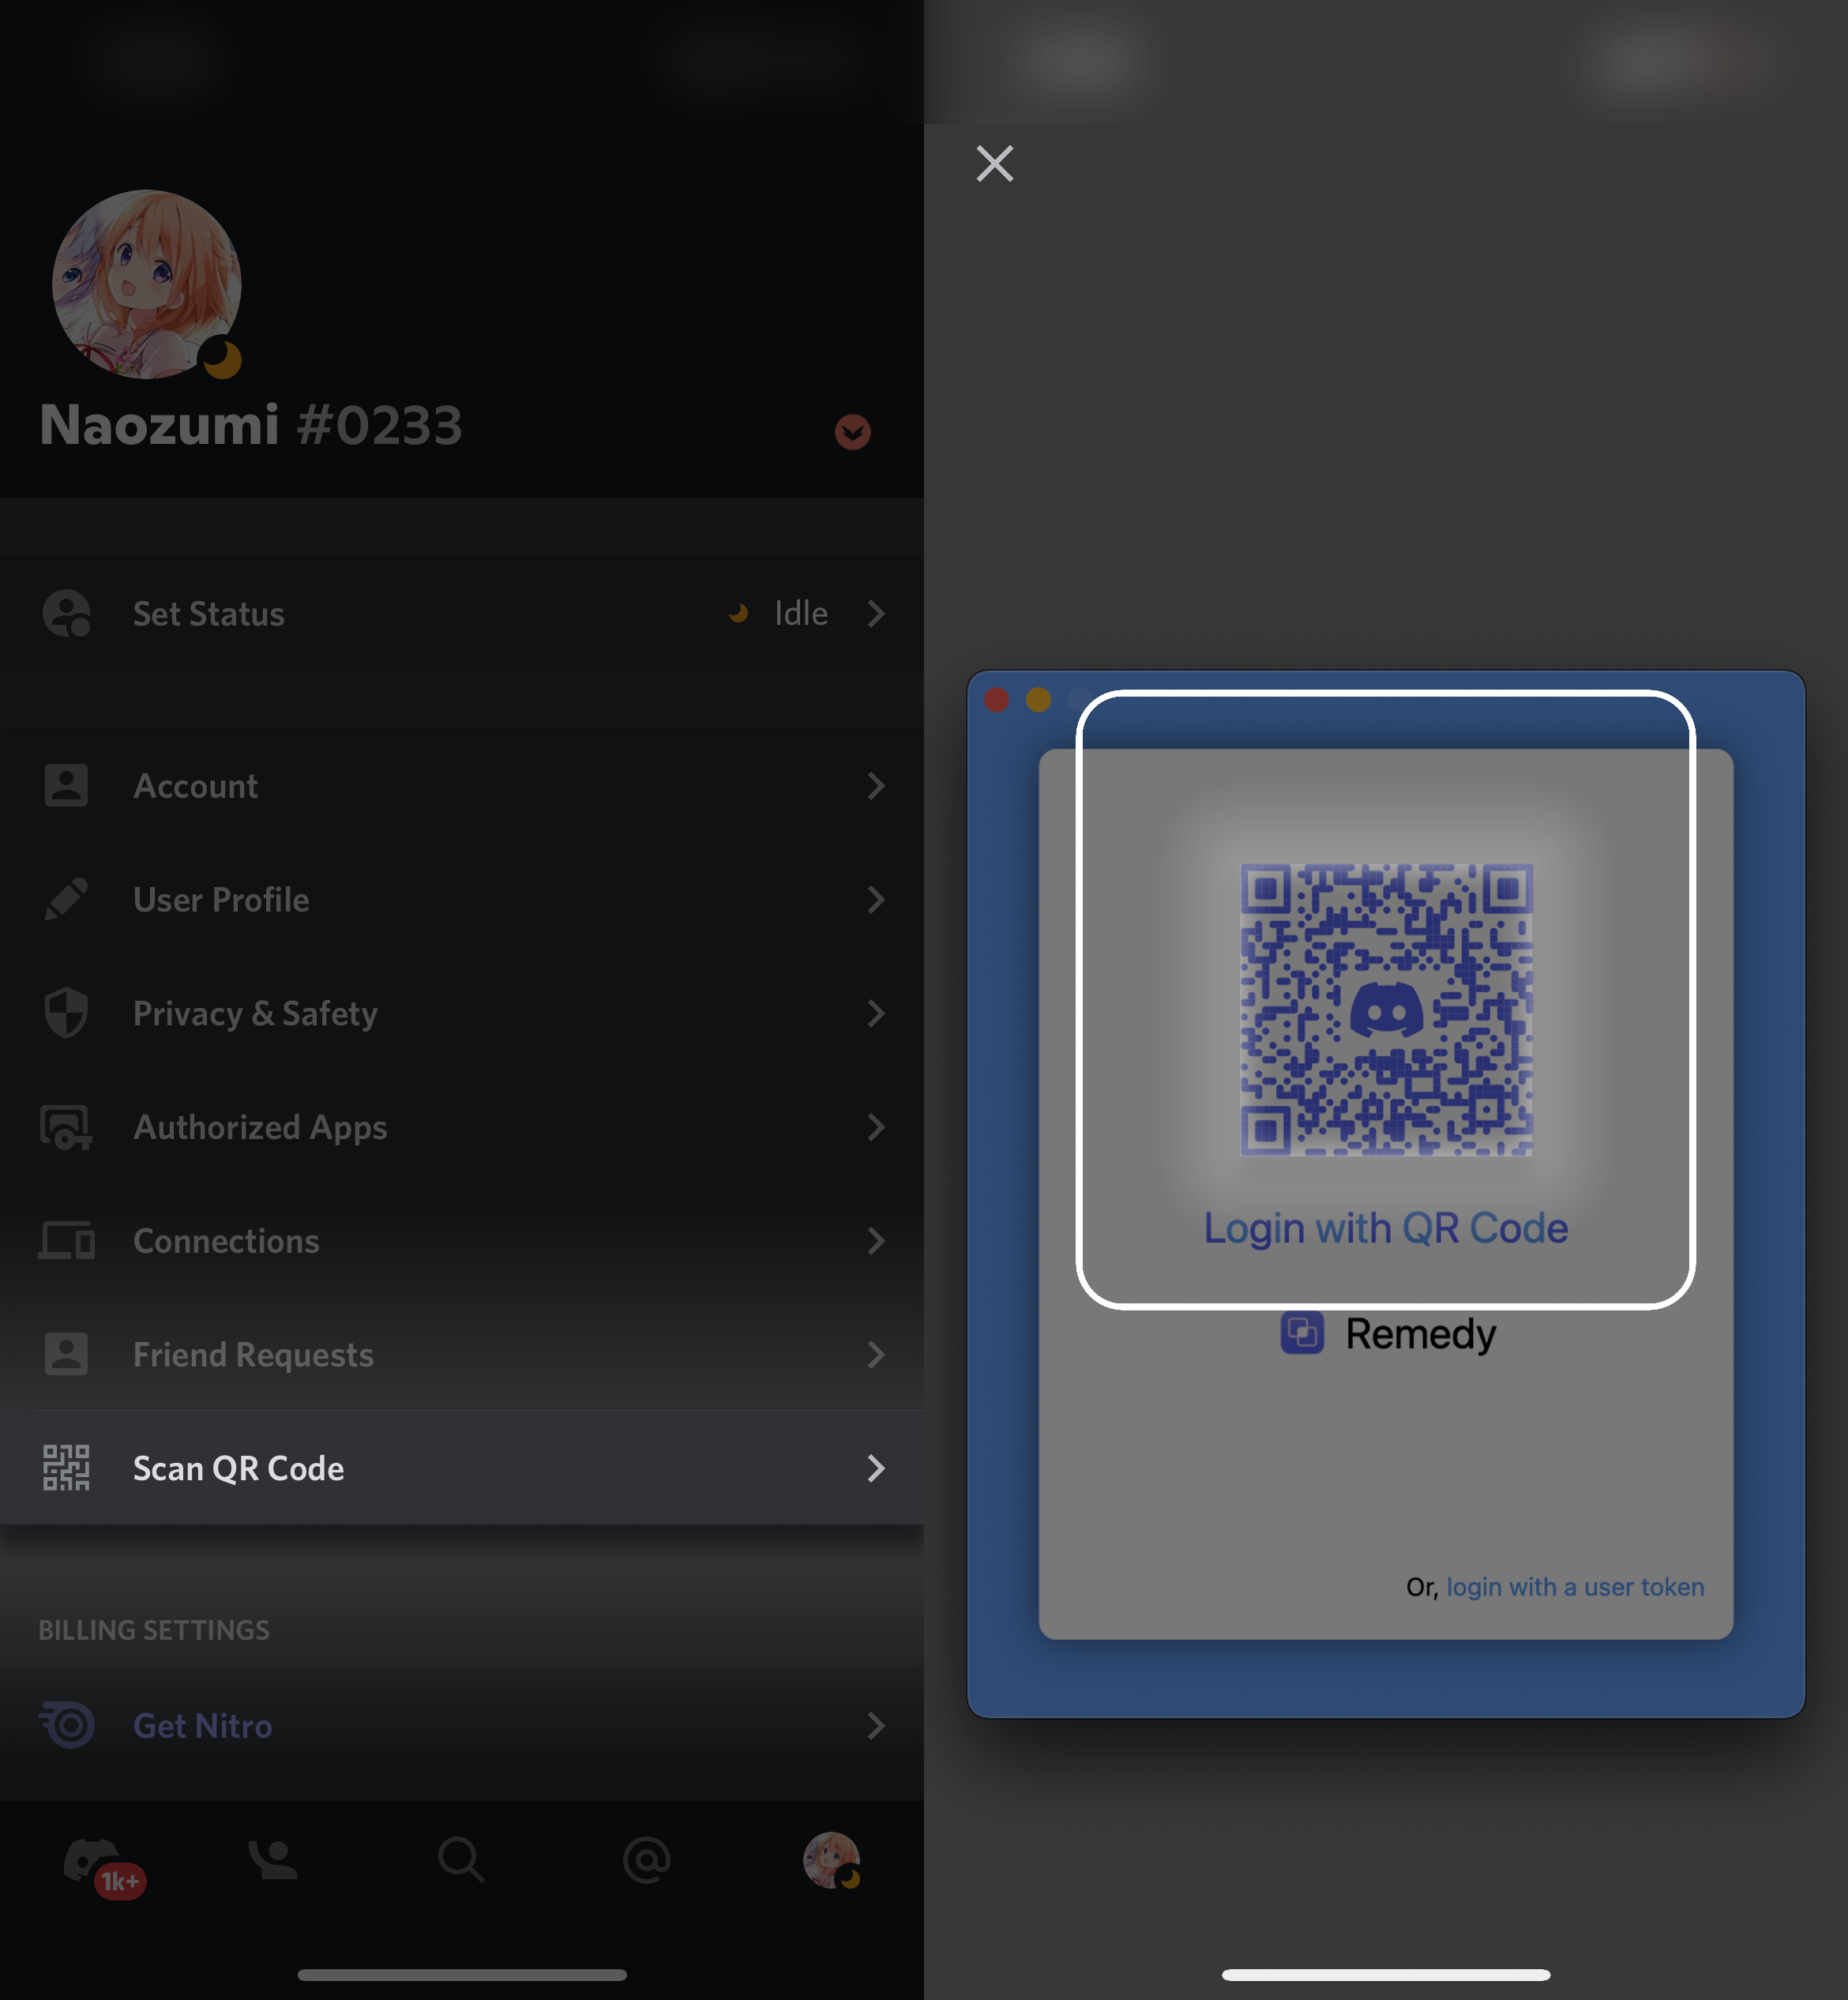 Naozumi #0233
Set Status
Idle
Account
User Profile
Privacy & Safety
Authorized Apps
Connections
Friend Requests
Scan QR Code
BILLING SETTINGS
Get Nitro
1k+
Login with QR Code
Remedy
Or, login with a user token